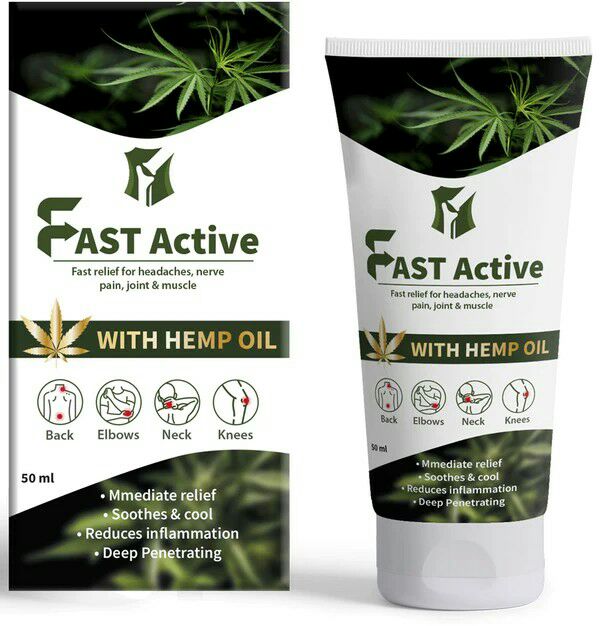 FAST Active
Fast relief for headaches, nerve
pain, joint & muscle
WITH HEMP OIL
Back Elbows Neck Knees
50 ml
• Mmediate relief
• Soothes & cool
• Reduces inflammation
• Deep Penetrating
FAST Active
Fast relief for headaches, nerve
pain, joint & muscle
WITH HEMP OIL
Back Elbows Neck Knees
50 ml
• Mmediate relief
• Soothes & cool
• Reduces inflammation
• Deep Penetrating